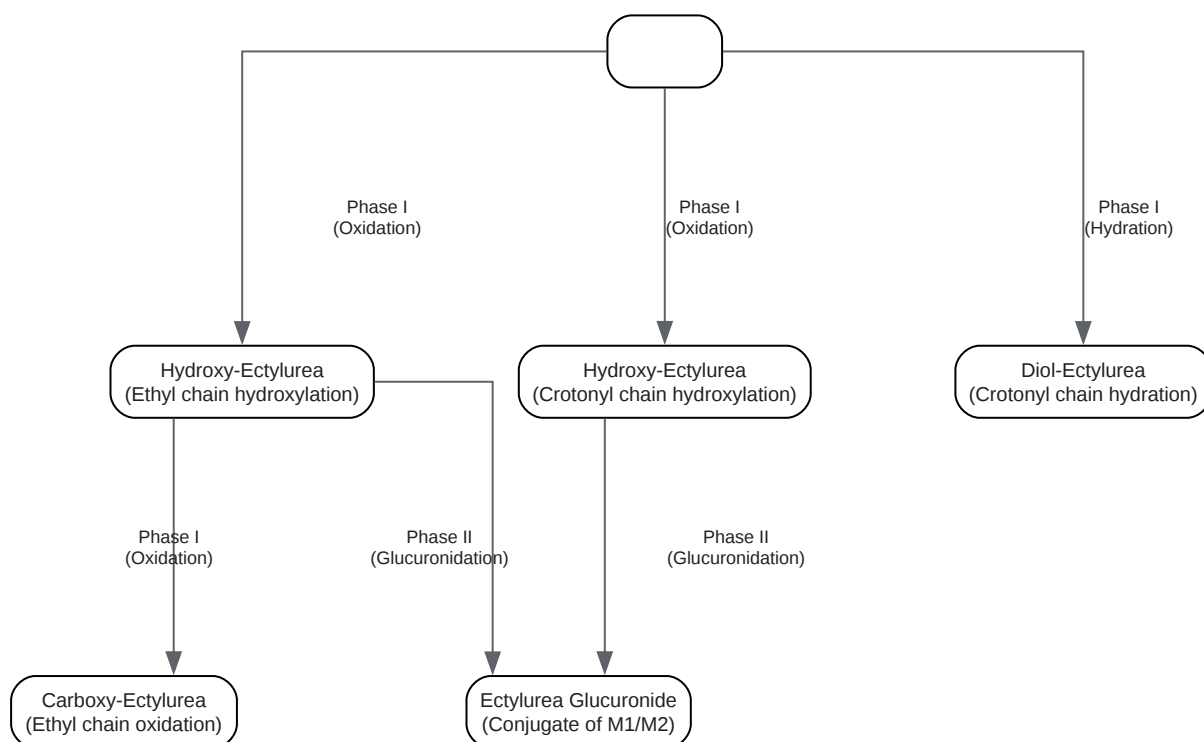 Phase I
(Oxidation)
Phase I
(Oxidation)
Phase I
(Hydration)
Hydroxy-Ectylurea
(Ethyl chain hydroxylation)
Hydroxy-Ectylurea
(Crotonyl chain hydroxylation)
Diol-Ectylurea
(Crotonyl chain hydration)
Phase I
(Oxidation)
Phase II
(Glucuronidation)
Phase II
(Glucuronidation)
Carboxy-Ectylurea
(Ethyl chain oxidation)
Ectylurea Glucuronide
(Conjugate of M1/M2)